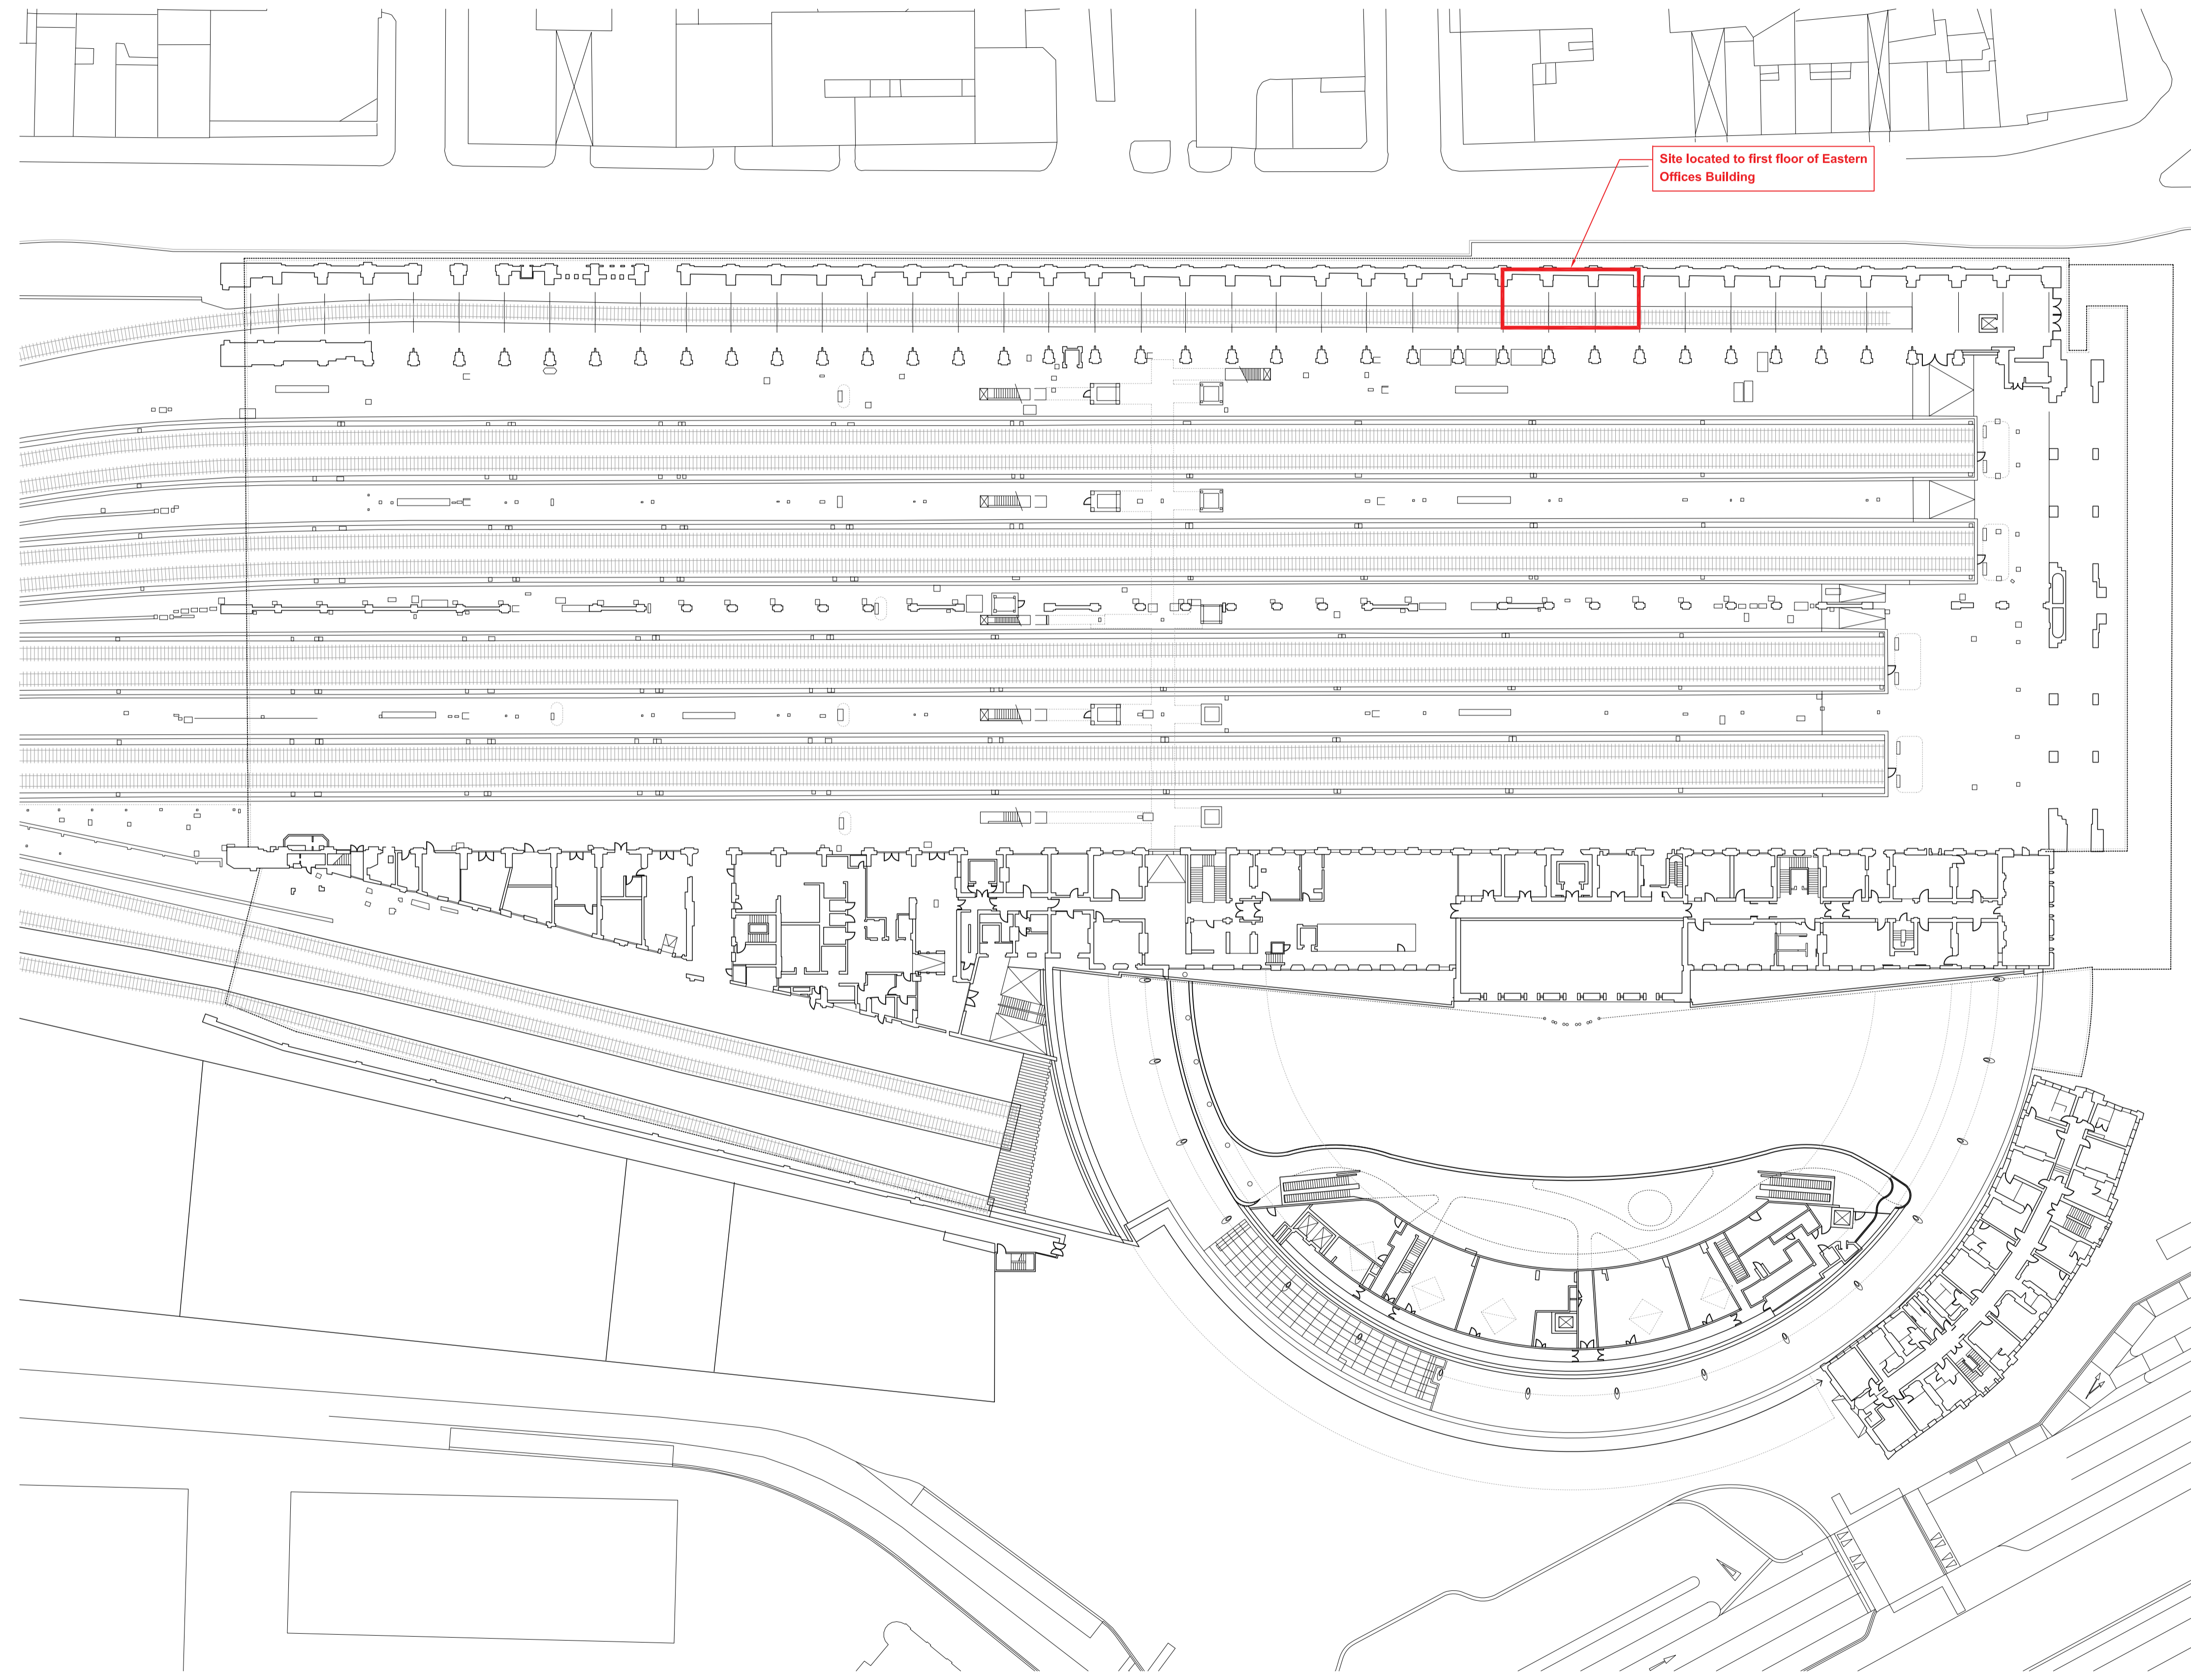 Site located to first floor of Eastern
Offices Building